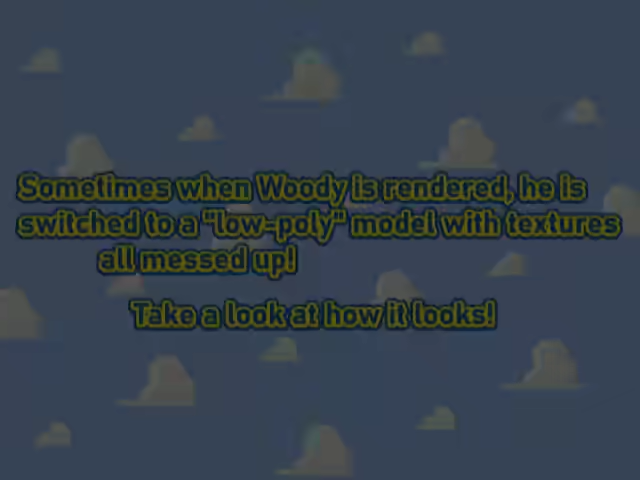 Sometimes when Woody is rendered, he is
switched to a "low-poly" model with textures
all messed up!
Take a look at how it looks!